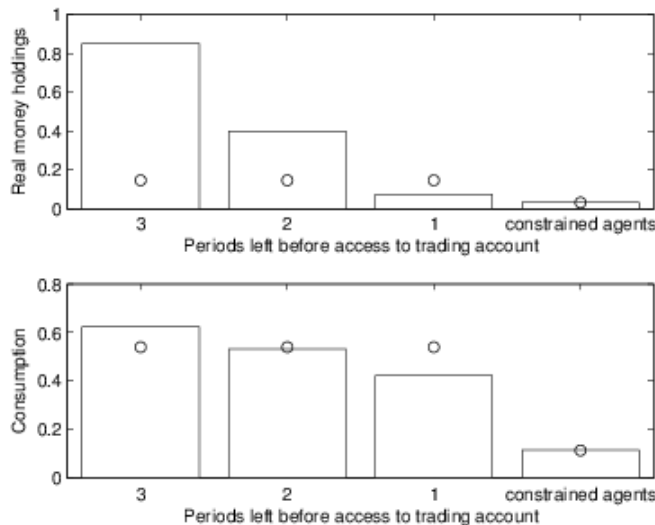 Real money holdings
1
0.8
0.6
0.4
0.2
0
3 2 1 constrained agents
Periods left before access to trading account
Consumption
0.8
0.6
0.4
0.2
0
3 2 1 constrained agents
Periods left before access to trading account